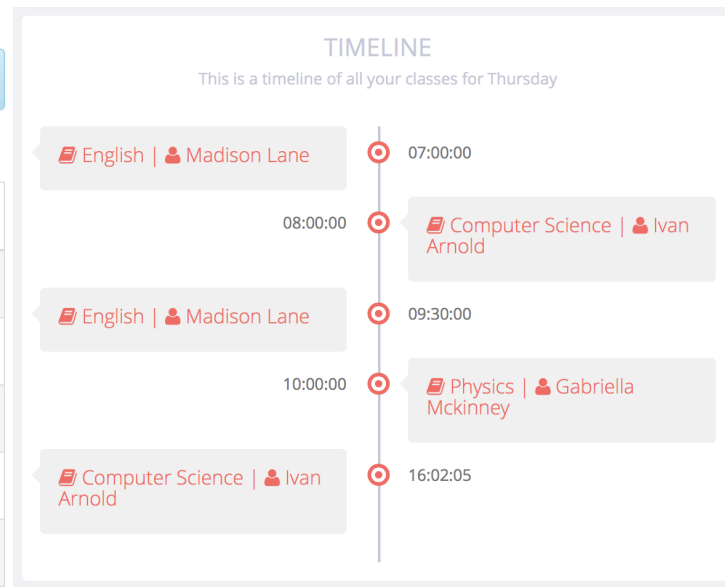 TIMELINE
This is a timeline of all your classes for Thursday
English | Madison Lane
07:00:00
08:00:00
Computer Science | Ivan
Arnold
English | Madison Lane
09:30:00
10:00:00
Physics | Gabriella
Mckinney
Computer Science | Ivan
Arnold
16:02:05